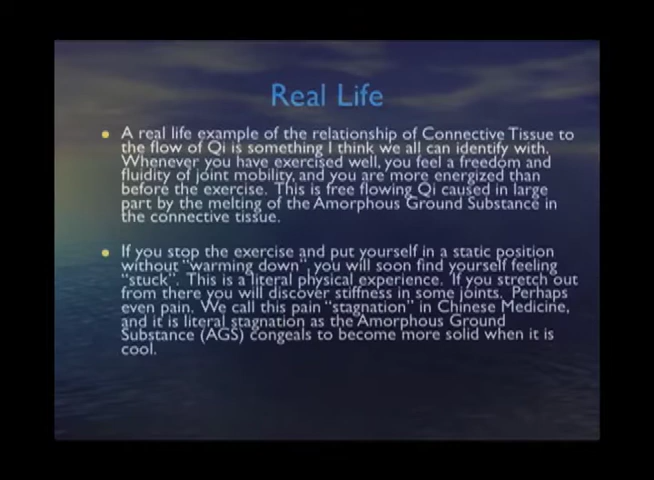 Real Life
A real life example of the relationship of Connective Tissue to
the flow of Qi is something I think we all can identify with.
Whenever you have exercised well, you feel a freedom and
fluidity of joint mobility, and you are more energized than
before the exercise. This is free flowing Qi caused in large
part by the melting of the Amorphous Ground Substance in
the connective tissue.
If you stop the exercise and put yourself in a static position
without "warming down", you will soon find yourself feeling
"stuck". This is a literal physical experience. If you stretch out
from there you will discover stiffness in some joints. Perhaps
even pain. We call this pain "stagnation" in Chinese Medicine,
and it is literal stagnation as the Amorphous Ground
Substance (AGS) congeals to become more solid when it is
cool.